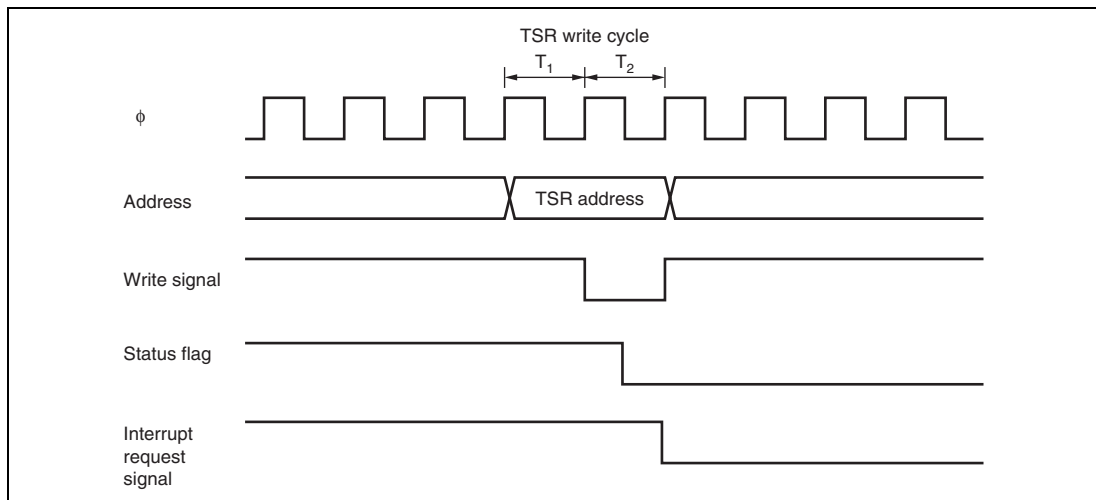 TSR write cycle
T1 T2
ϕ
Address
TSR address
Write signal
Status flag
Interrupt
request
signal